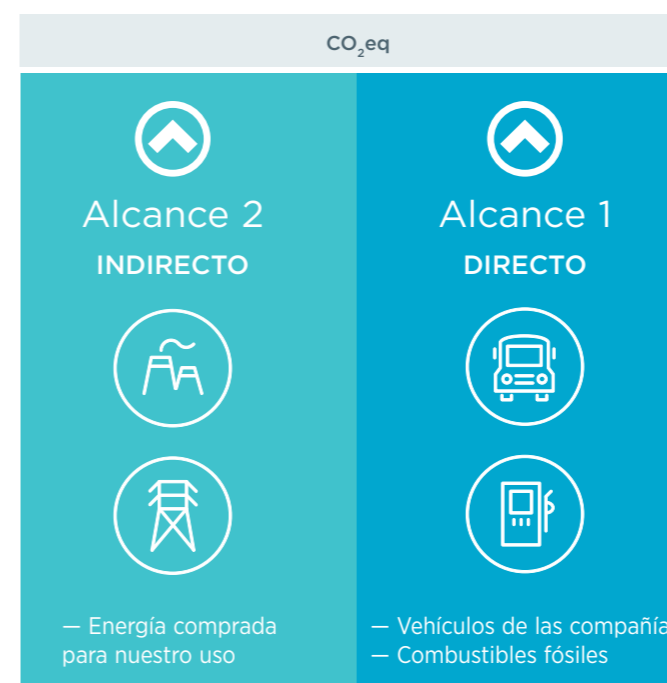 CO₂eq
Alcance 2
INDIRECTO
— Energía comprada
para nuestro uso
Alcance 1
DIRECTO
— Vehículos de las compañía
— Combustibles fósiles